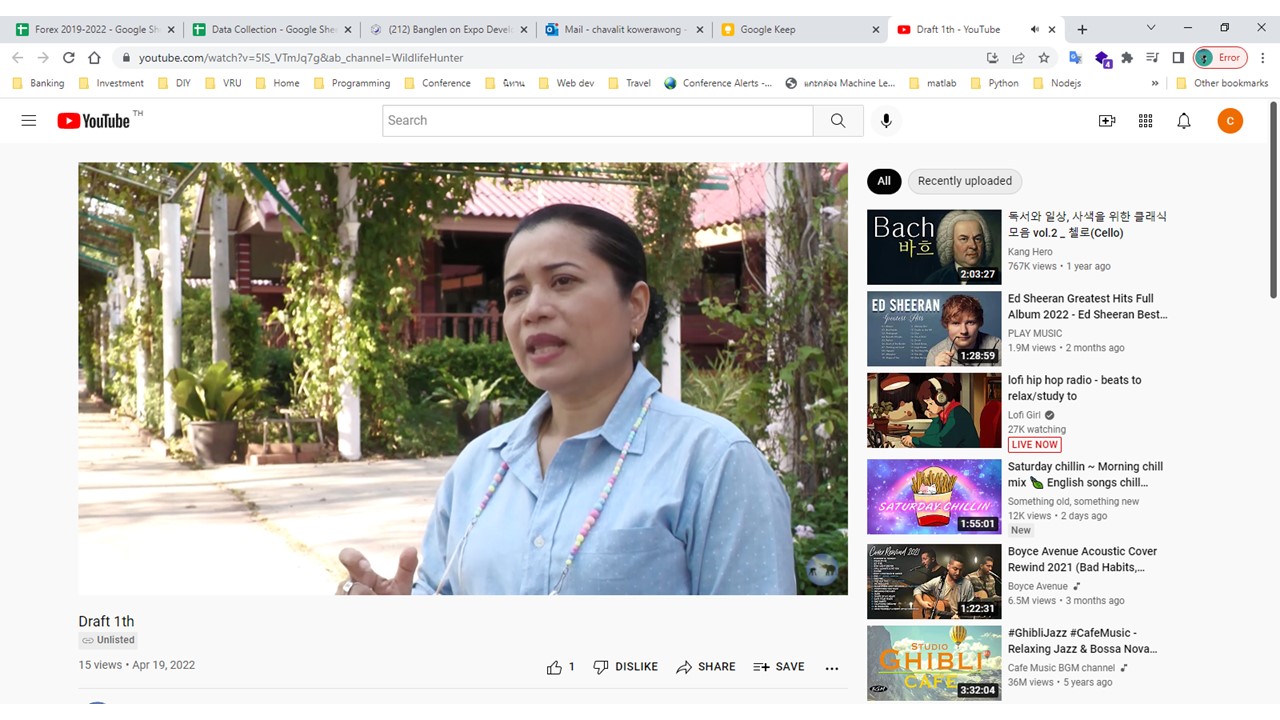 Forex 2019-2022 - Google She
Data Collection - Google Shee
(212) Banglen on Expo Develo
Mail - chavalit kowerawong -
Google Keep
Draft 1th - YouTube
youtube.com/watch?v=5IS_VTmJq7g&ab_channel=WildlifeHunter
4
Error
Banking
Investment
DIY
VRU
Home
Programming
Conference
นิทาน
Web dev
Travel
Conference Alerts -...
แกะกล่อง Machine Le...
matlab
Python
Nodejs
»
Other bookmarks
YouTube TH
Search
C
All
Recently uploaded
Bach
바흐
2:03:27
독서와 일상, 사색을 위한 클래식
모음 vol.2 _ 첼로(Cello)
Kang Hero
767K views • 1 year ago
ED SHEERAN
Greatest Hits
1:28:59
Ed Sheeran Greatest Hits Full
Album 2022 - Ed Sheeran Best...
PLAY MUSIC
1.9M views • 2 months ago
lofi hip hop radio - beats to
relax/study to
Lofi Girl
27K watching
LIVE NOW
SATURDAY CHILLIN
1:55:01
Saturday chillin ~ Morning chill
mix 🍃 English songs chill...
Something old, something new
12K views • 2 days ago
New
Cover Rewind 2021
1:22:31
Boyce Avenue Acoustic Cover
Rewind 2021 (Bad Habits,...
Boyce Avenue
6.5M views • 3 months ago
STUDIO
GHIBLI
CAFE
BGM
3:32:04
#GhibliJazz #CafeMusic -
Relaxing Jazz & Bossa Nova...
Cafe Music BGM channel
36M views • 5 years ago
Draft 1th
Unlisted
15 views • Apr 19, 2022
1
DISLIKE
SHARE
SAVE